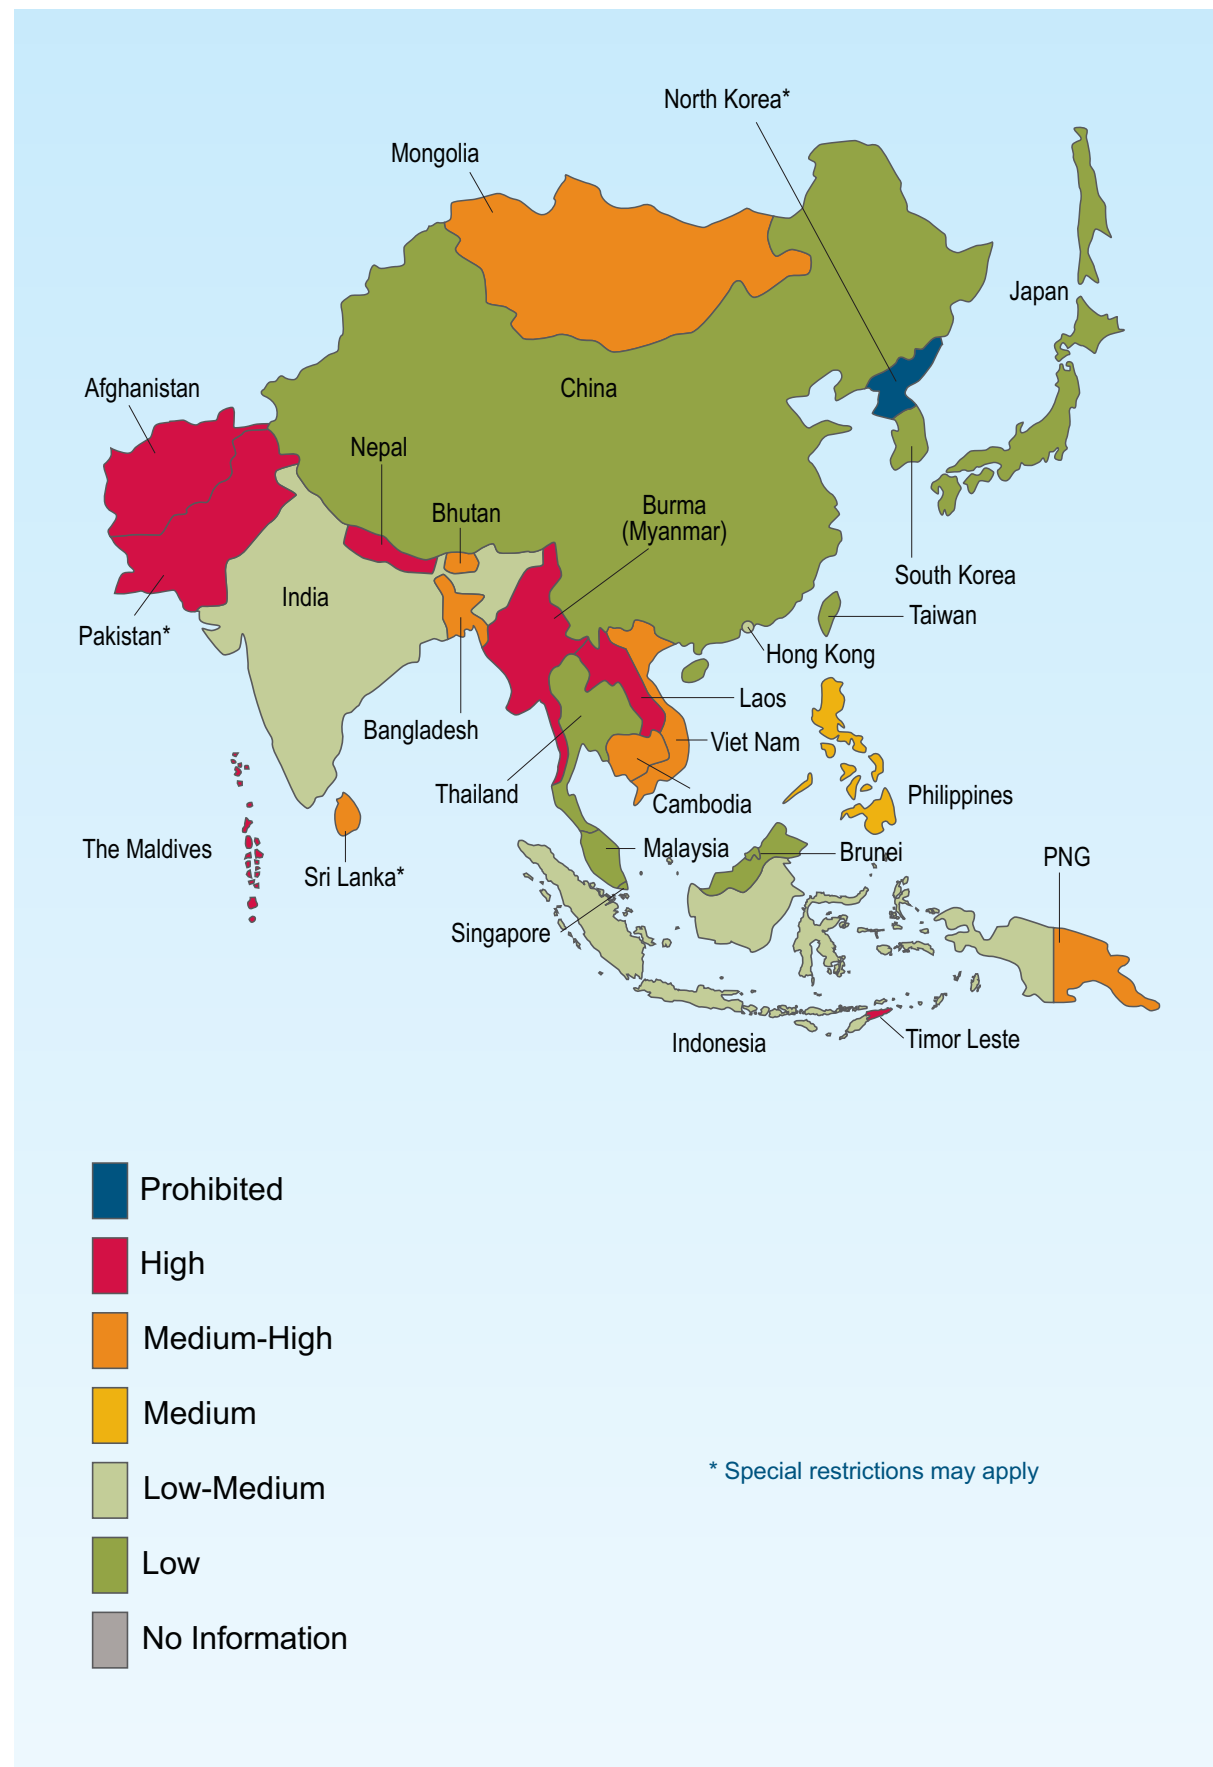 North Korea*
Mongolia
Japan
Afghanistan
China
Nepal
Burma
(Myanmar)
Bhutan
South Korea
India
Taiwan
Pakistan*
Hong Kong
Laos
Bangladesh
Viet Nam
Thailand
Cambodia
Philippines
The Maldives
Malaysia
Brunei
PNG
Sri Lanka*
Singapore
Indonesia
Timor Leste
Prohibited
High
Medium-High
Medium
* Special restrictions may apply
Low-Medium
Low
No Information